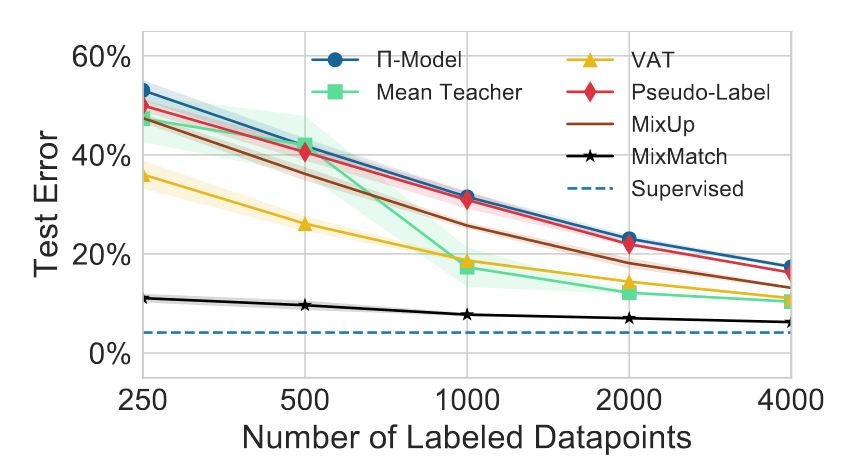 60%
40%
20%
0%
Test Error
250 500 1000 2000 4000
Number of Labeled Datapoints
Π-Model
Mean Teacher
VAT
Pseudo-Label
MixUp
MixMatch
Supervised